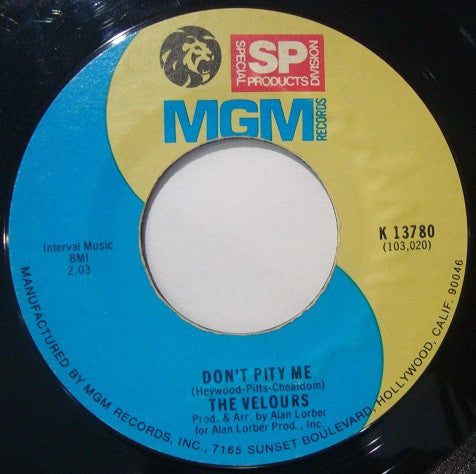 SPECIAL
SP
PRODUCTS
DIVISION
MGM
RECORDS
Interval Music
BMI
2:03
K 13780
(103,020)
DON'T PITY ME
(Heywood-Pitts-Cheatdom)
THE VELOURS
Prod. & Arr. by Alan Lorber
for Alan Lorber Prod., Inc.
MANUFACTURED BY MGM RECORDS, INC., 7165 SUNSET BOULEVARD, HOLLYWOOD, CALIF. 90046